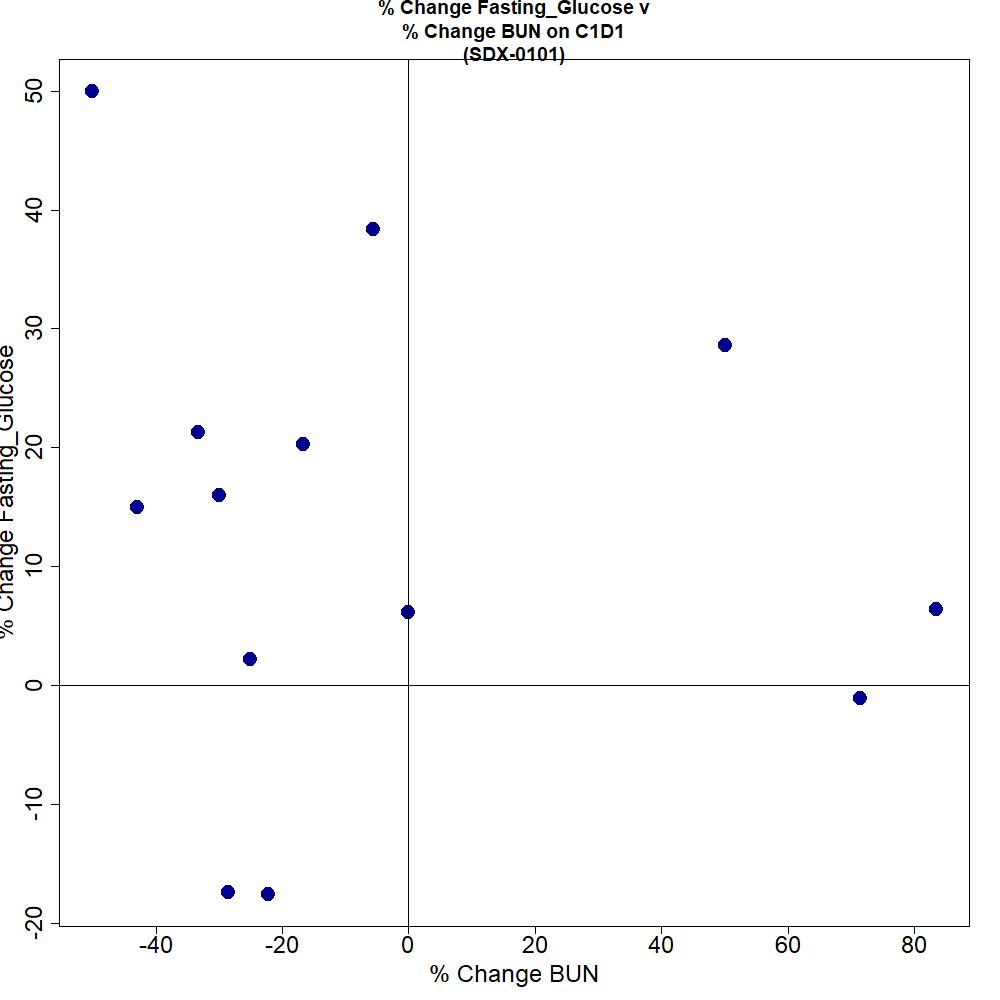 % Change Fasting_Glucose v
% Change BUN on C1D1
(SDX-0101)
50
40
30
20
10
0
-10
-20
% Change Fasting_Glucose
-40 -20 0 20 40 60 80
% Change BUN